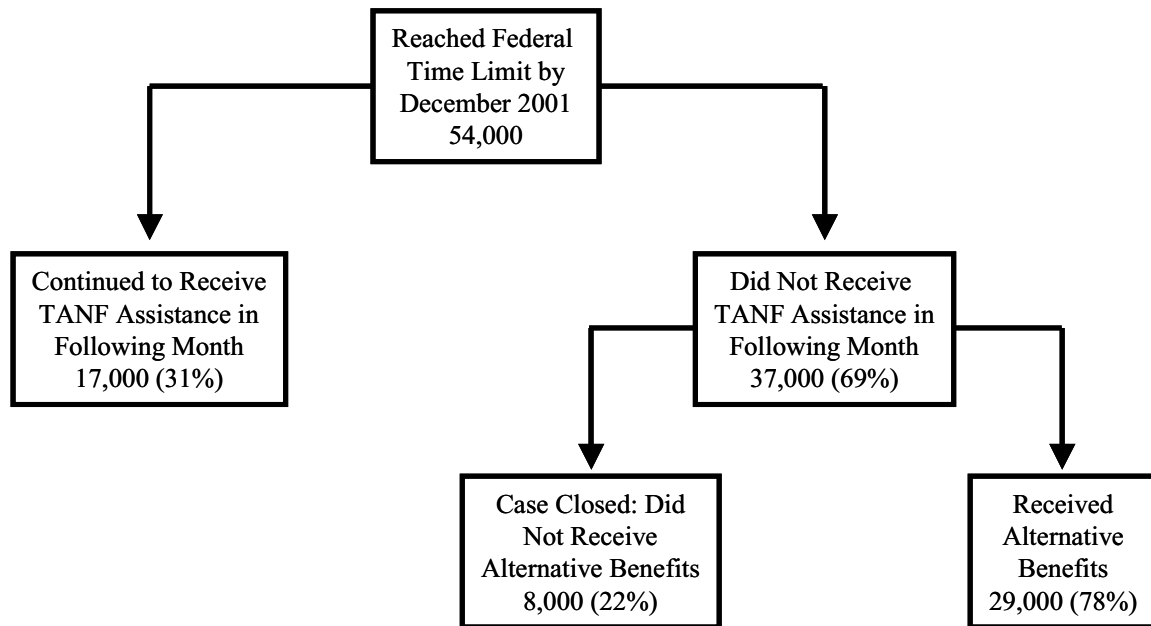 Reached Federal
Time Limit by
December 2001
54,000
Continued to Receive
TANF Assistance in
Following Month
17,000 (31%)
Did Not Receive
TANF Assistance in
Following Month
37,000 (69%)
Case Closed: Did
Not Receive
Alternative Benefits
8,000 (22%)
Received
Alternative
Benefits
29,000 (78%)